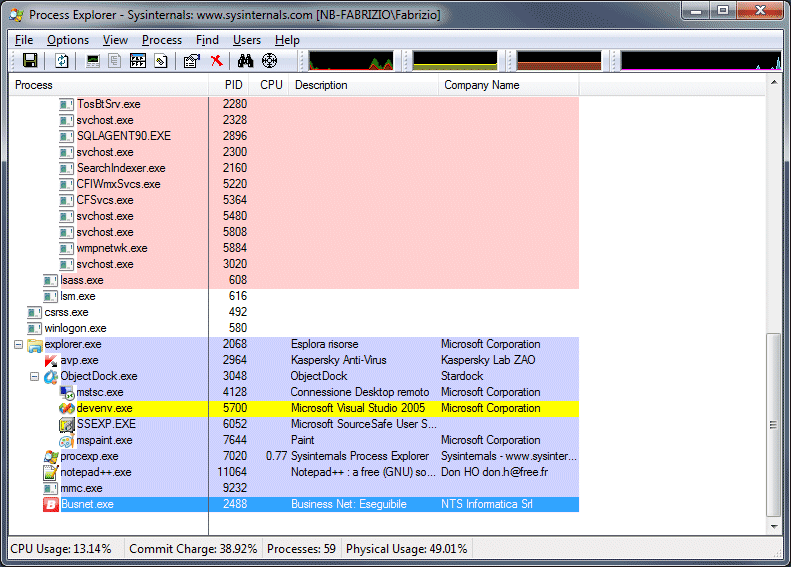 Process Explorer - Sysinternals: www.sysinternals.com [NB-FABRIZIO\Fabrizio]
File Options View Process Find Users Help
Process PID CPU Description Company Name
TosBtSrv.exe 2280
svchost.exe 2328
SQLAGENT90.EXE 2896
svchost.exe 2300
SearchIndexer.exe 2160
CFIWmxSvcs.exe 5220
CFSvcs.exe 5364
svchost.exe 5480
svchost.exe 5808
wmpnetwk.exe 5884
svchost.exe 3020
lsass.exe 608
lsm.exe 616
csrss.exe 492
winlogon.exe 580
explorer.exe 2068 Esplora risorse Microsoft Corporation
avp.exe 2964 Kaspersky Anti-Virus Kaspersky Lab ZAO
ObjectDock.exe 3048 ObjectDock Stardock
mstsc.exe 4128 Connessione Desktop remoto Microsoft Corporation
devenv.exe 5700 Microsoft Visual Studio 2005 Microsoft Corporation
SSEXP.EXE 6052 Microsoft SourceSafe User S...
mspaint.exe 7644 Paint Microsoft Corporation
procexp.exe 7020 0.77 Sysinternals Process Explorer Sysinternals - www.sysinter...
notepad++.exe 11064 Notepad++ : a free (GNU) so... Don HO don.h@free.fr
mmc.exe 9232
Busnet.exe 2488 Business Net: Eseguibile NTS Informatica Srl
CPU Usage: 13.14% Commit Charge: 38.92% Processes: 59 Physical Usage: 49.01%